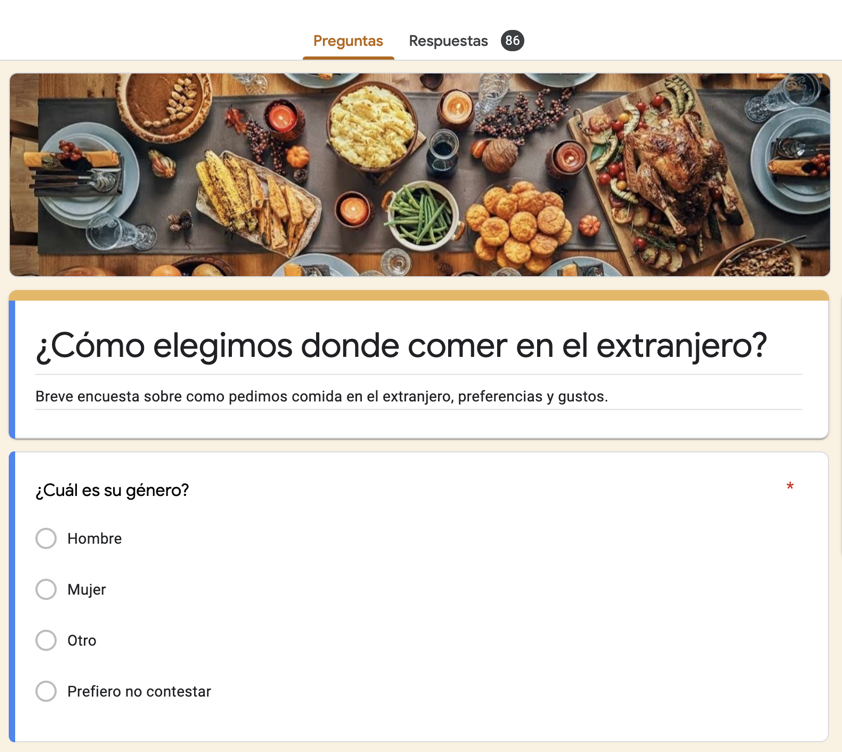 Preguntas Respuestas 86
¿Cómo elegimos donde comer en el extranjero?
Breve encuesta sobre como pedimos comida en el extranjero, preferencias y gustos.
¿Cuál es su género? *
Hombre
Mujer
Otro
Prefiero no contestar